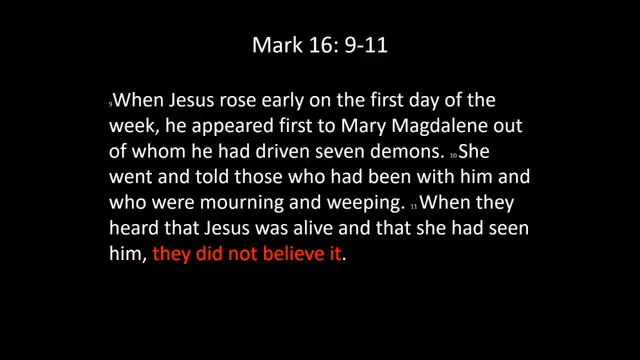 Mark 16: 9-11
9When Jesus rose early on the first day of the
week, he appeared first to Mary Magdalene out
of whom he had driven seven demons. 10She
went and told those who had been with him and
who were mourning and weeping. 11When they
heard that Jesus was alive and that she had seen
him, they did not believe it.